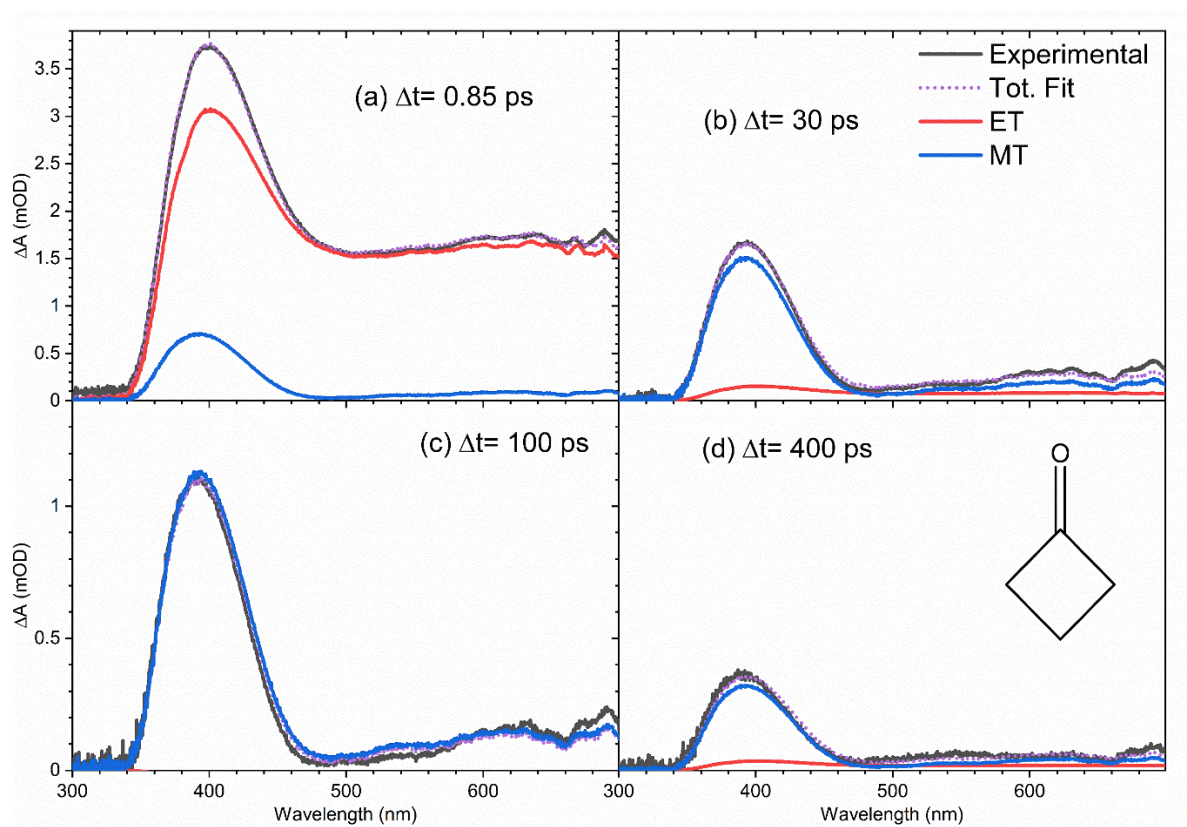 (a) Δt= 0.85 ps
(b) Δt= 30 ps
Experimental
Tot. Fit
ET
MT
ΔA (mOD)
3.5
3
2.5
2
1.5
1
0.5
0
(c) Δt= 100 ps
(d) Δt= 400 ps
O
ΔA (mOD)
1
0.5
0
300 400 500 600 300 400 500 600
Wavelength (nm) Wavelength (nm)